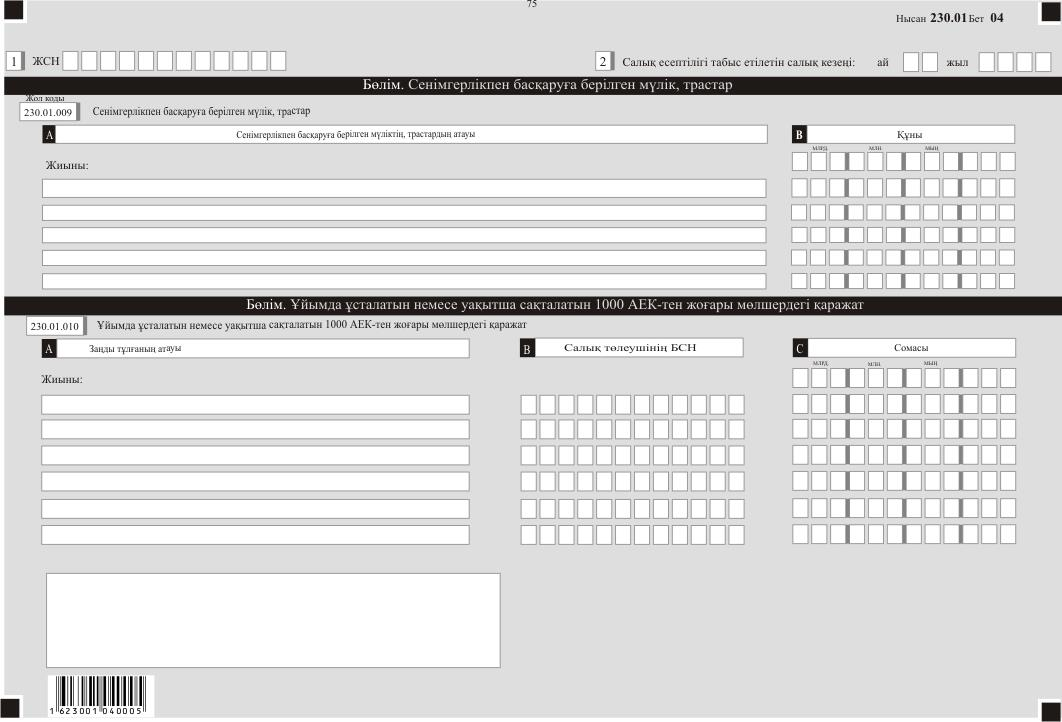 75
Нысан 230.01 Бет 04
1 ЖСН 2 Салық есептілігі табыс етілетін салық кезеңі: ай жыл
Бөлім. Сенімгерлікпен басқаруға берілген мүлік, трастар
Жол коды
230.01.009 Сенімгерлікпен басқаруға берілген мүлік, трастар
A Сенімгерлікпен басқаруға берілген мүліктің, трастардың атауы B Құны
млрд. млн. мың
Жиыны:
Бөлім. Ұйымда ұсталатын немесе уақытша сақталатын 1000 АЕК-тен жоғары мөлшердегі қаражат
230.01.010 Ұйымда ұсталатын немесе уақытша сақталатын 1000 АЕК-тен жоғары мөлшердегі қаражат
A Заңды тұлғаның атауы B Салық төлеушінің БСН C Сомасы
млрд. млн. мың
Жиыны:
1 623001 040005